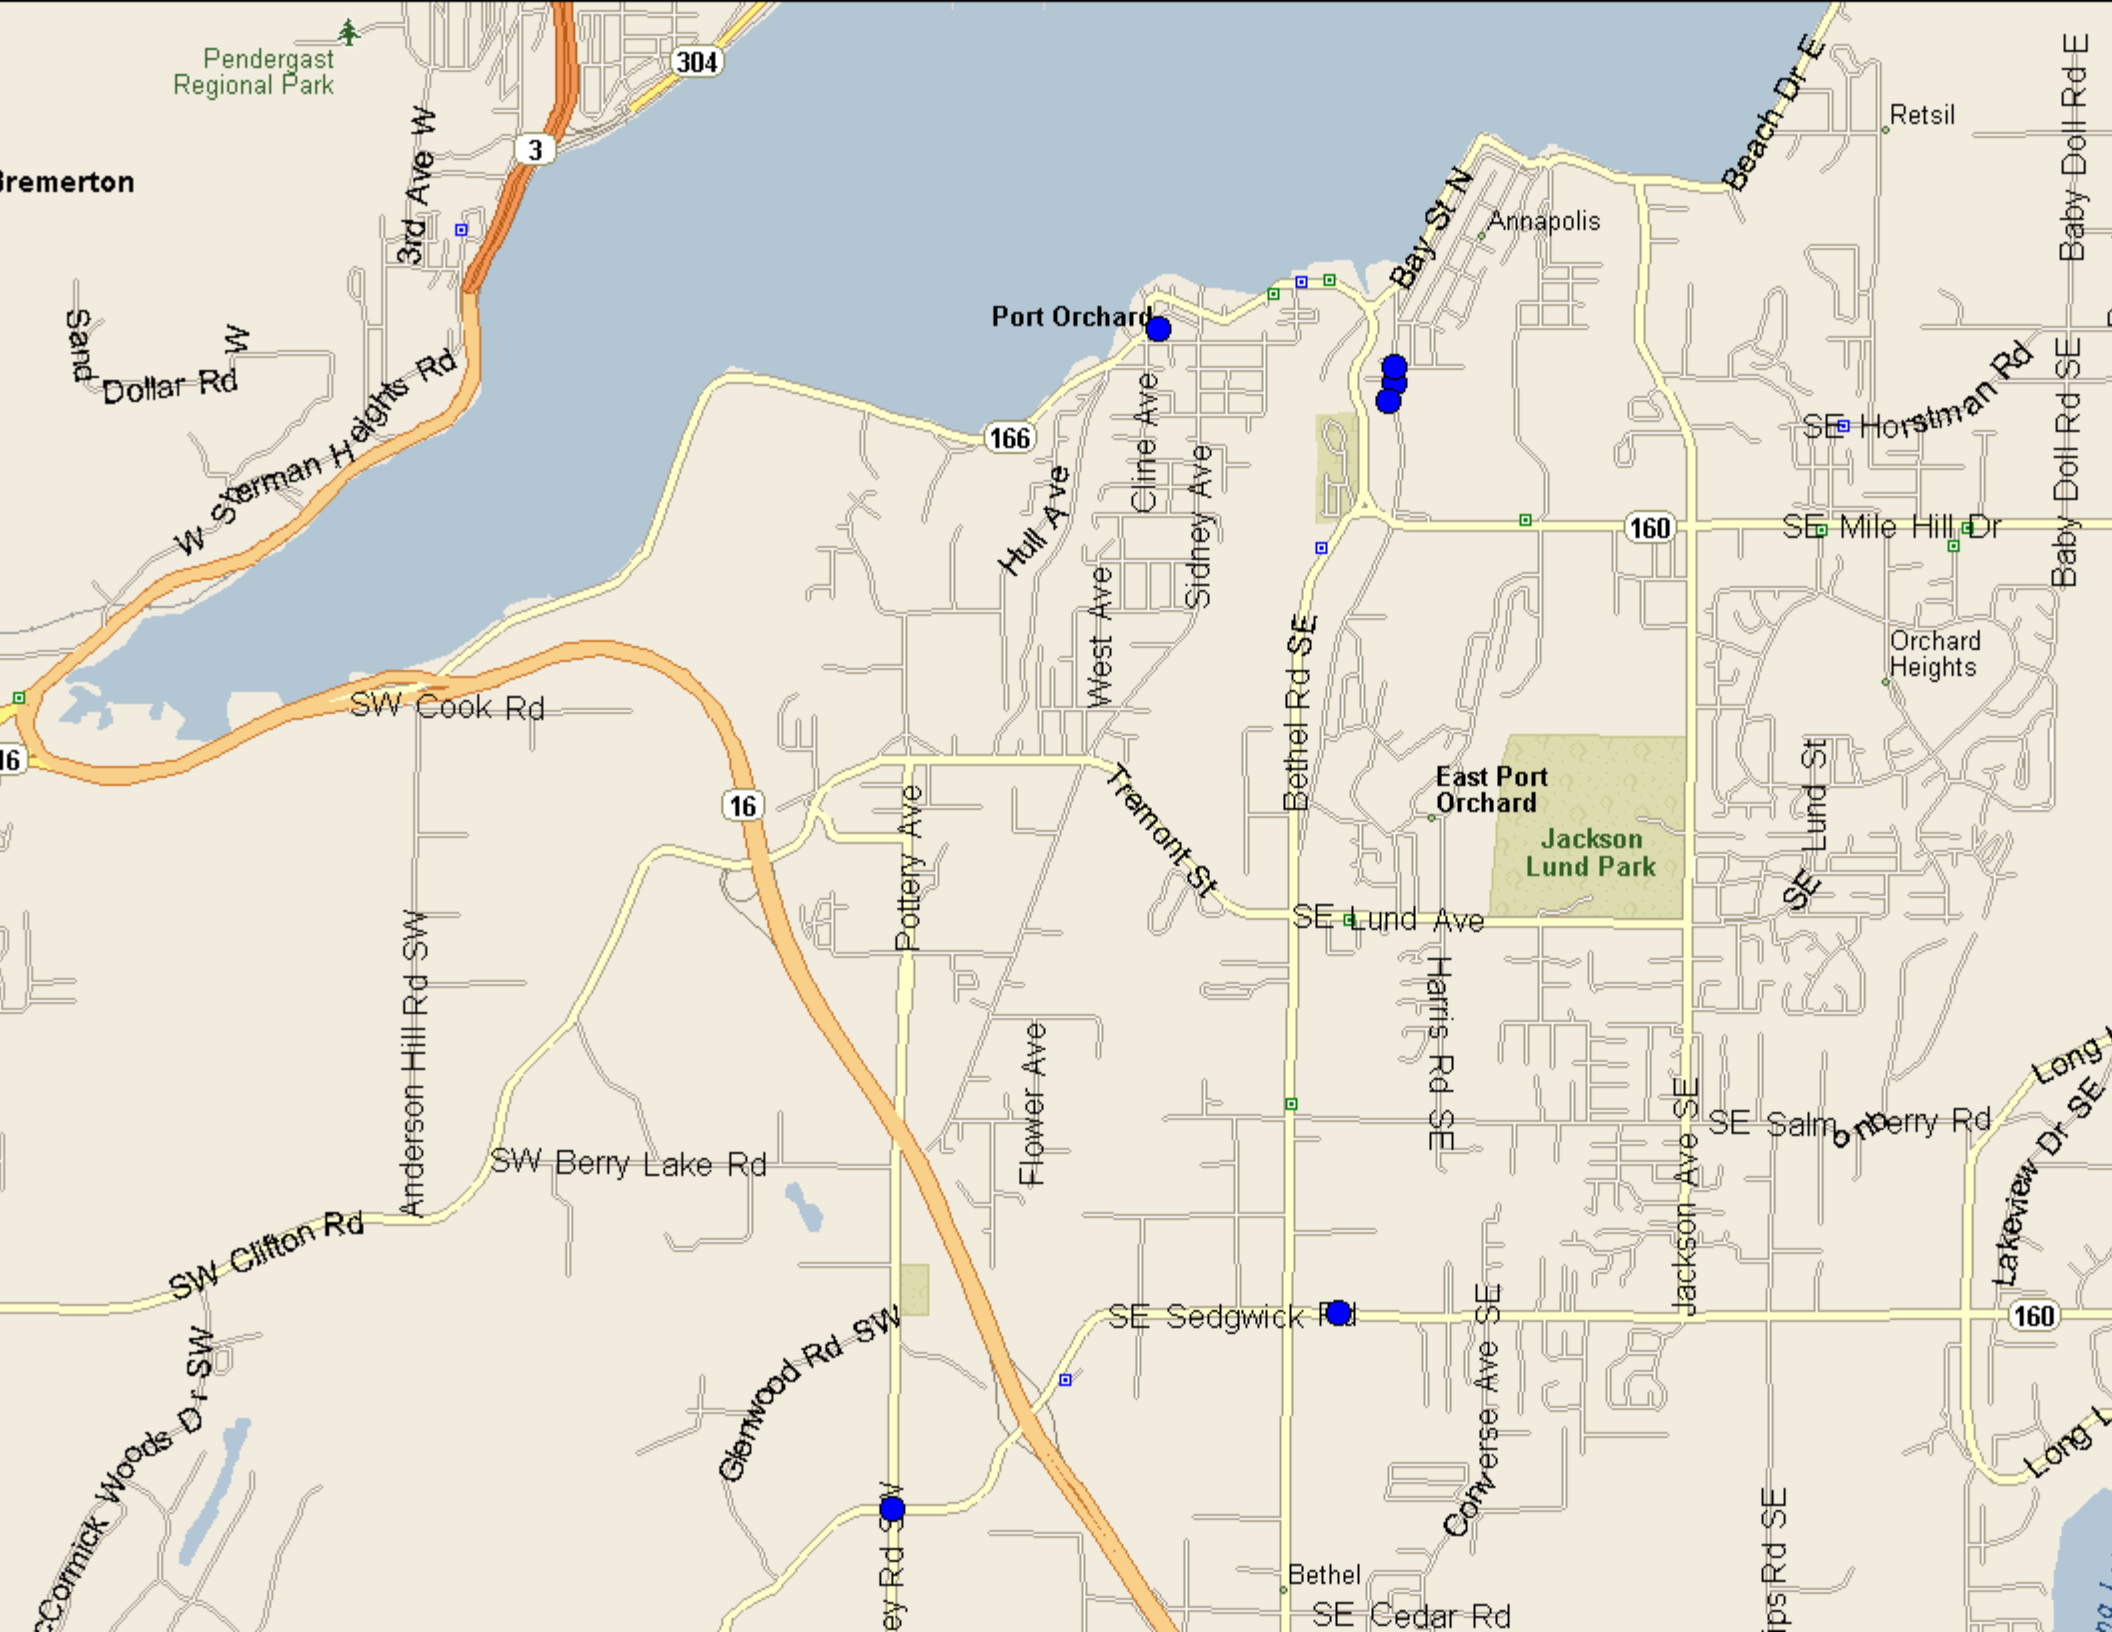 304
Pendergast
Regional Park
3
3rd Ave W
Retsil
Baby Doll Rd E
Beach Dr E
Bay St N
Annapolis
Port Orchard
Sand
Dollar Rd
W
W Sherman Heights Rd
166
Hull Ave
Cline Ave
Sidney Ave
West Ave
SE Horstman Rd
Baby Doll Rd SE
160
SE Mile Hill Dr
Orchard
Heights
SW Cook Rd
16
16
Bethel Rd SE
East Port
Orchard
Jackson
Lund Park
SE Lund St
Tremont St
Pottery Ave
SE Lund Ave
Anderson Hill Rd SW
Harris Rd SE
Flower Ave
SW Berry Lake Rd
SE Salmonberry Rd
Long
Lakeview Dr SE
Jackson Ave SE
SW Clifton Rd
SE Sedgwick Rd
160
Glenwood Rd SW
Converse Ave SE
Long
Bethel
SE Cedar Rd